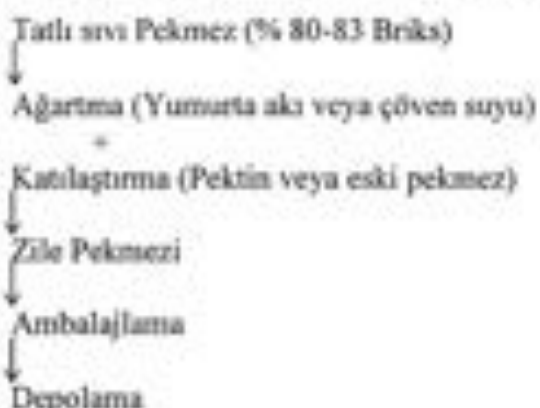 Tatlı sıvı Pekmez (% 80-83 Briks)
Ağartma (Yumurta akı veya çöven suyu)
+
Katılaştırma (Pektin veya eski pekmez)
Zile Pekmezi
Ambalajlama
Depolama